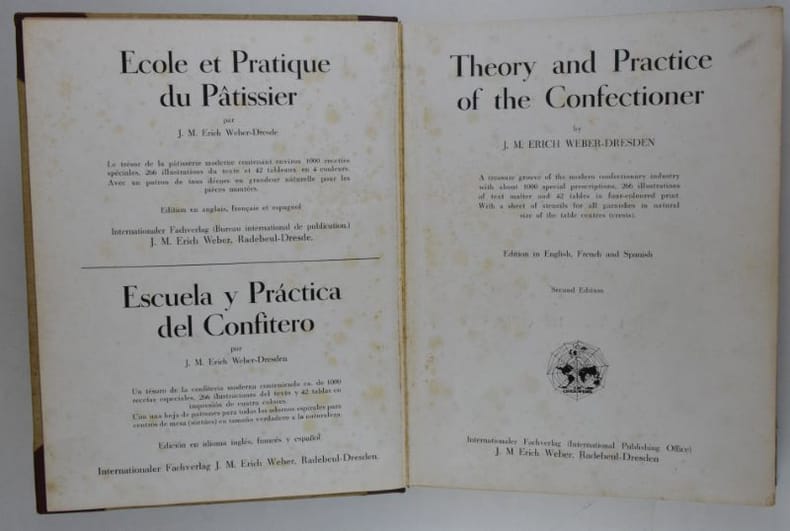 Ecole et Pratique
du Pâtissier
par
J. M. Erich Weber-Dresde
Le trésor de la pâtisserie moderne contenant environ 1000 recettes
spéciales, 266 illustrations du texte et 42 tableaux en 4 couleurs.
Avec un patron de tous décors en grandeur naturelle pour les
pièces montées.
Edition en anglais, français et espagnol
Internationaler Fachverlag (Bureau international de publication.)
J. M. Erich Weber, Radebeul-Dresde.
Escuela y Práctica
del Confitero
par
J. M. Erich Weber-Dresden
Un tésoro de la confiteria moderna conteniendo ca. de 1000
recetas especiales, 266 ilustraciones del texto y 42 tablas en
impresión de cuatro colores.
Con una hoja de patrones para todos los adornos especiales para
centros de mesa (sórtúes) en tamaño verdadero a la naturaleza
Edición en idioma inglés, francés y español
Internationaler Fachverlag J. M. Erich Weber, Radebeul-Dresden.
Theory and Practice
of the Confectioner
by
J. M. ERICH WEBER-DRESDEN
A treasure groove of the modern confectionary industry
with about 1000 special prescriptions, 266 illustrations
of text matter and 42 tables in four-coloured print
With a sheet of stencils for all garnishes in natural
size of the table centres (crests).
Edition in English, French and Spanish
Second Edition
Internationaler Fachverlag (International Publishing Office)
J. M Erich Weber, Radebeul-Dresden